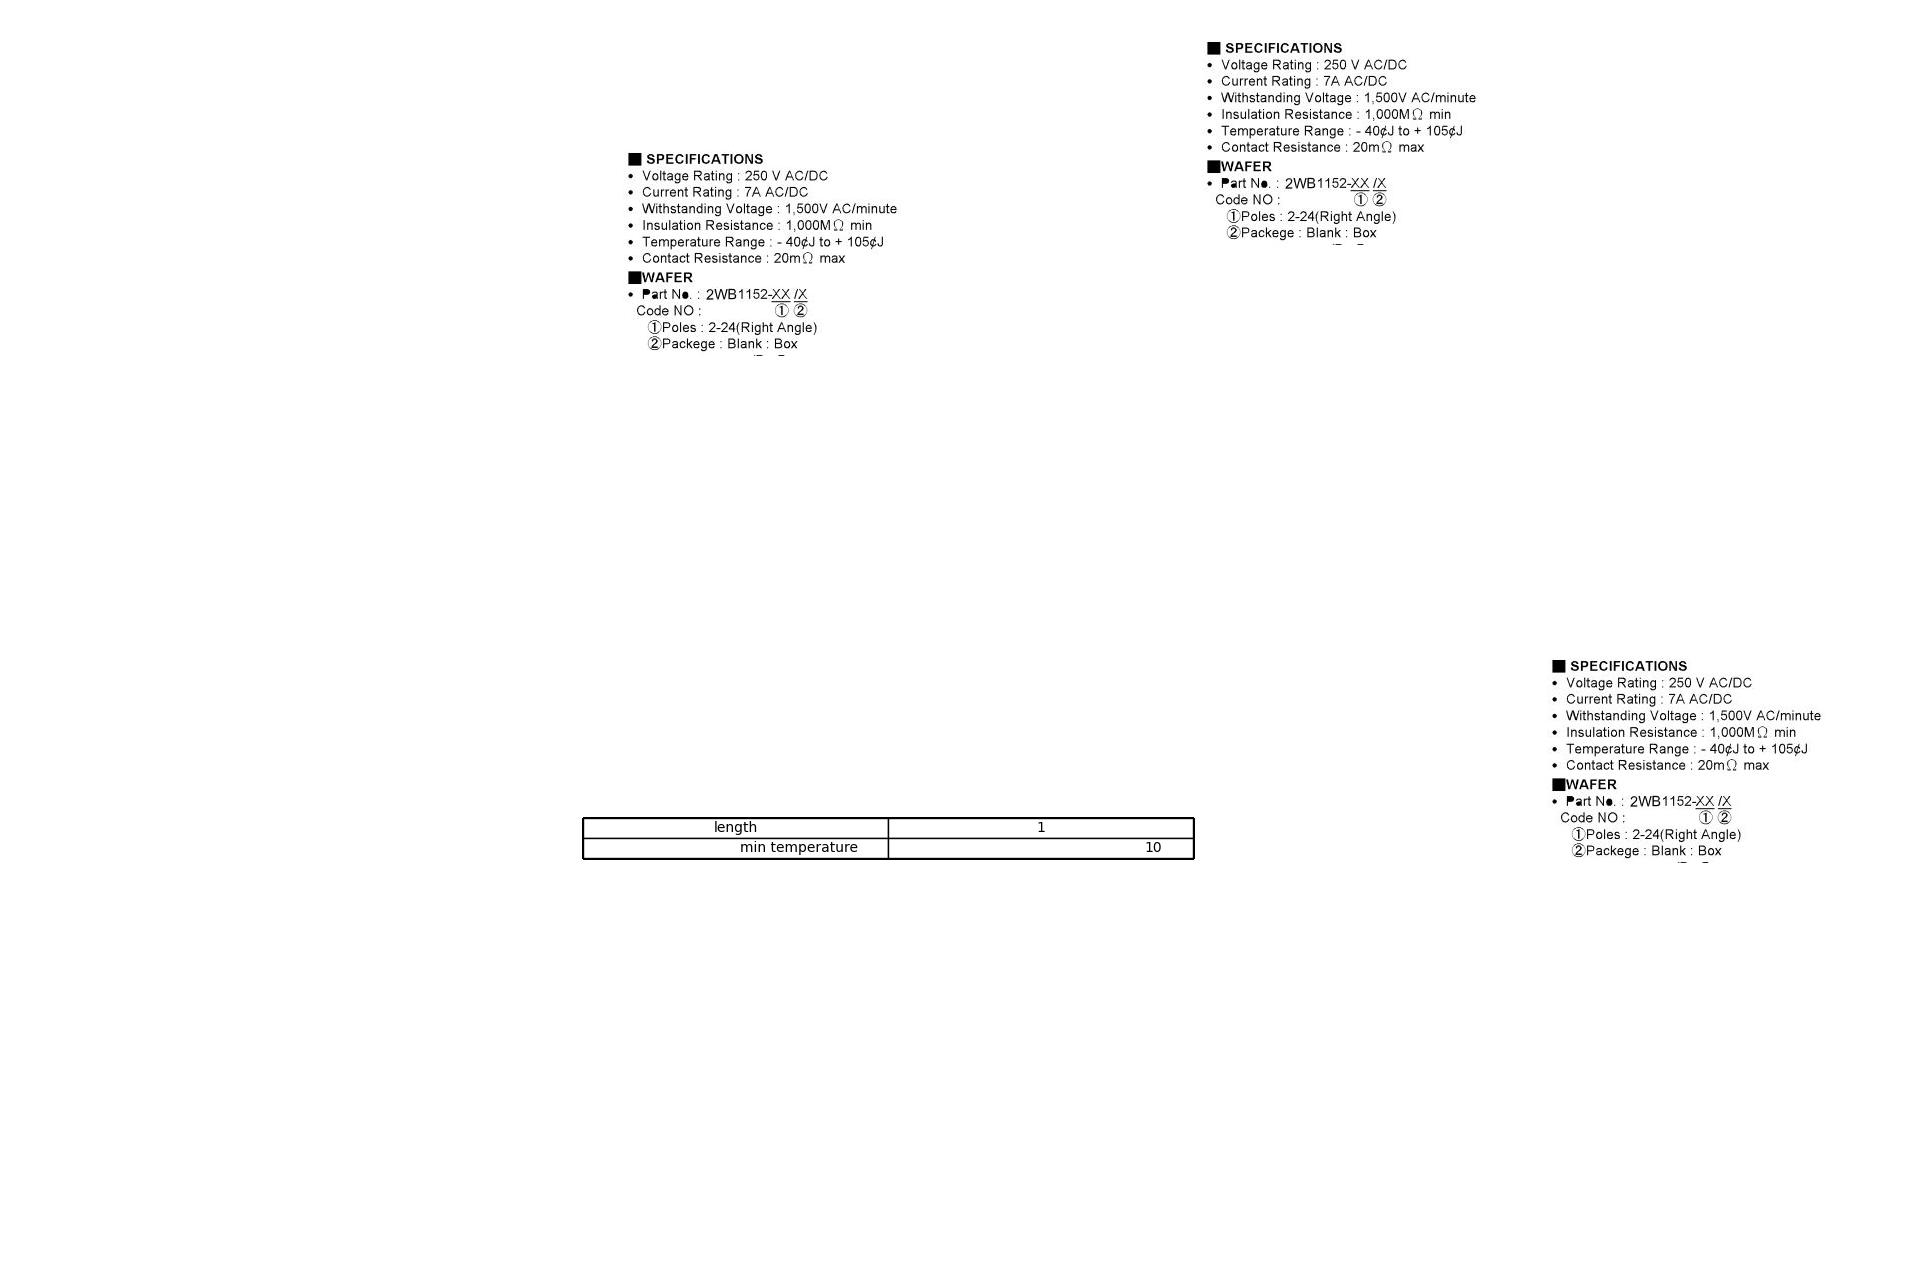 ■ SPECIFICATIONS
• Voltage Rating : 250 V AC/DC
• Current Rating : 7A AC/DC
• Withstanding Voltage : 1,500V AC/minute
• Insulation Resistance : 1,000MΩ min
• Temperature Range : - 40¢J to + 105¢J
• Contact Resistance : 20mΩ max
■WAFER
• Part No. : 2WB1152-XX /X
Code NO : ① ②
①Poles : 2-24(Right Angle)
②Packege : Blank : Box
■ SPECIFICATIONS
• Voltage Rating : 250 V AC/DC
• Current Rating : 7A AC/DC
• Withstanding Voltage : 1,500V AC/minute
• Insulation Resistance : 1,000MΩ min
• Temperature Range : - 40¢J to + 105¢J
• Contact Resistance : 20mΩ max
■WAFER
• Part No. : 2WB1152-XX /X
Code NO : ① ②
①Poles : 2-24(Right Angle)
②Packege : Blank : Box
■ SPECIFICATIONS
• Voltage Rating : 250 V AC/DC
• Current Rating : 7A AC/DC
• Withstanding Voltage : 1,500V AC/minute
• Insulation Resistance : 1,000MΩ min
• Temperature Range : - 40¢J to + 105¢J
• Contact Resistance : 20mΩ max
■WAFER
• Part No. : 2WB1152-XX /X
Code NO : ① ②
①Poles : 2-24(Right Angle)
②Packege : Blank : Box
length 1
min temperature 10